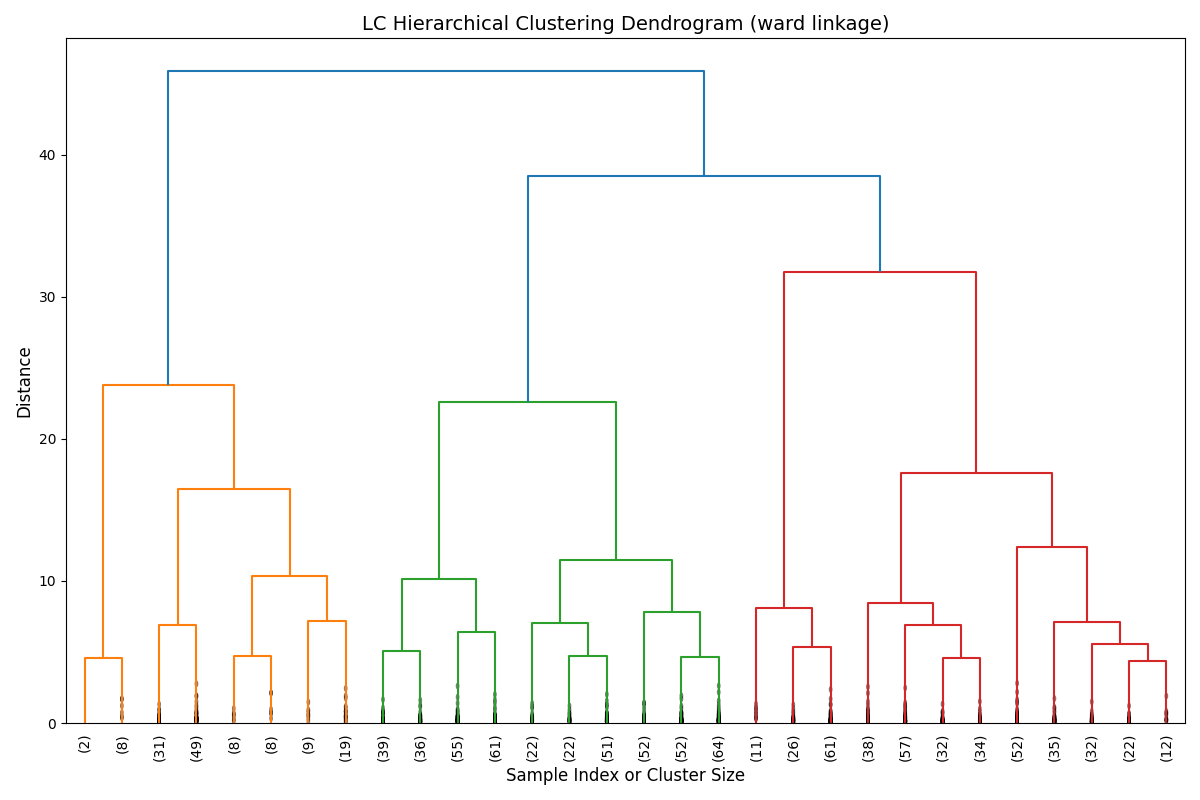 LC Hierarchical Clustering Dendrogram (ward linkage)
Distance
40
30
20
10
0
(2) (8) (31) (49) (8) (8) (9) (19) (39) (36) (55) (61) (22) (22) (51) (52) (52) (64) (11) (26) (61) (38) (57) (32) (34) (52) (35) (32) (22) (12)
Sample Index or Cluster Size